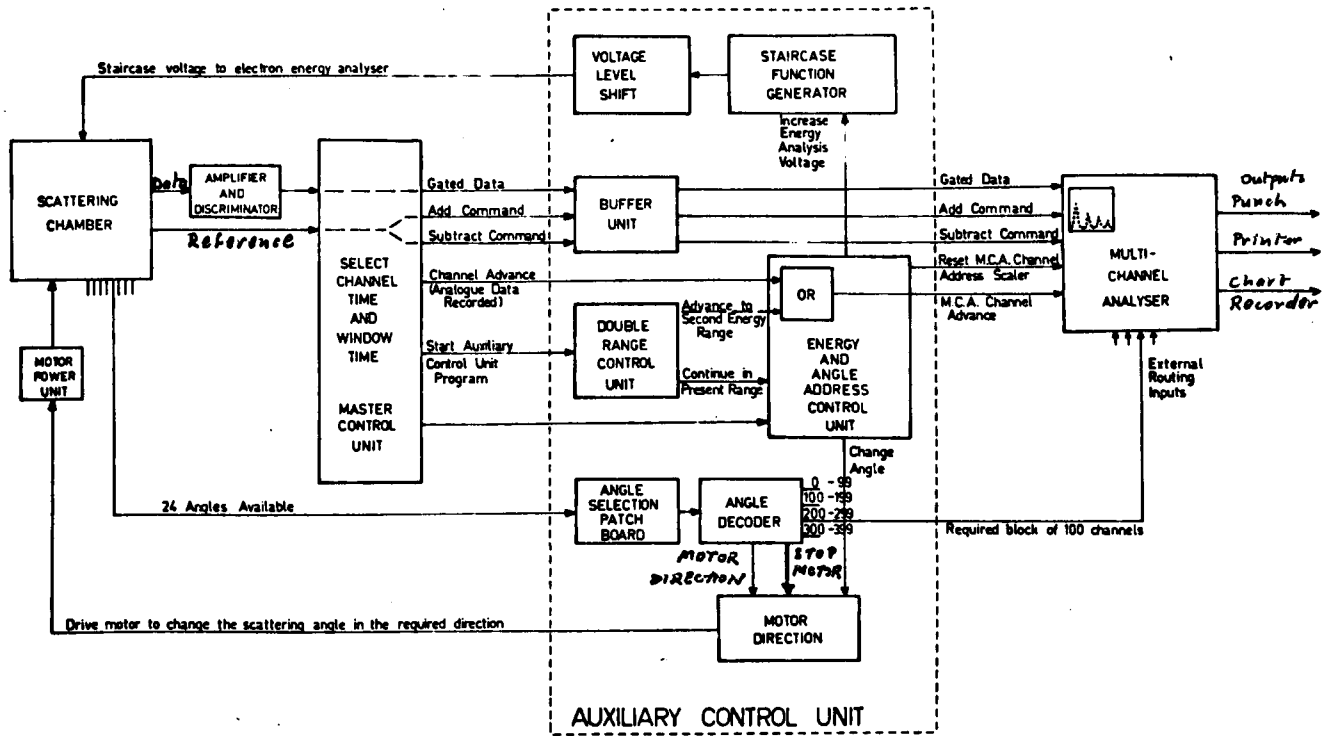 VOLTAGE
LEVEL
SHIFT
STAIRCASE
FUNCTION
GENERATOR
Staircase voltage to electron energy analyser
Increase
Energy
Analysis
Voltage
SCATTERING
CHAMBER
Data
AMPLIFIER
AND
DISCRIMINATOR
Reference
SELECT
CHANNEL
TIME
AND
WINDOW
TIME
MASTER
CONTROL
UNIT
Gated Data
Add Command
Subtract Command
Channel Advance
(Analogue Data
Recorded)
Start Auxiliary
Control Unit
Program
BUFFER
UNIT
DOUBLE
RANGE
CONTROL
UNIT
Advance to
Second Energy
Range
Continue in
Present Range
OR
ENERGY
AND
ANGLE
ADDRESS
CONTROL
UNIT
Gated Data
Add Command
Subtract Command
Reset M.C.A. Channel
Address Scaler
M.C.A. Channel
Advance
MULTI-
CHANNEL
ANALYSER
Outputs
Punch
Printer
Chart
Recorder
External
Routing
Inputs
MOTOR
POWER
UNIT
Change
Angle
24 Angles Available
ANGLE
SELECTION
PATCH
BOARD
ANGLE
DECODER
0 - 99
100 -199
200 -299
300 -399
Required block of 100 channels
MOTOR
DIRECTION
STOP
MOTOR
Drive motor to change the scattering angle in the required direction
MOTOR
DIRECTION
AUXILIARY CONTROL UNIT